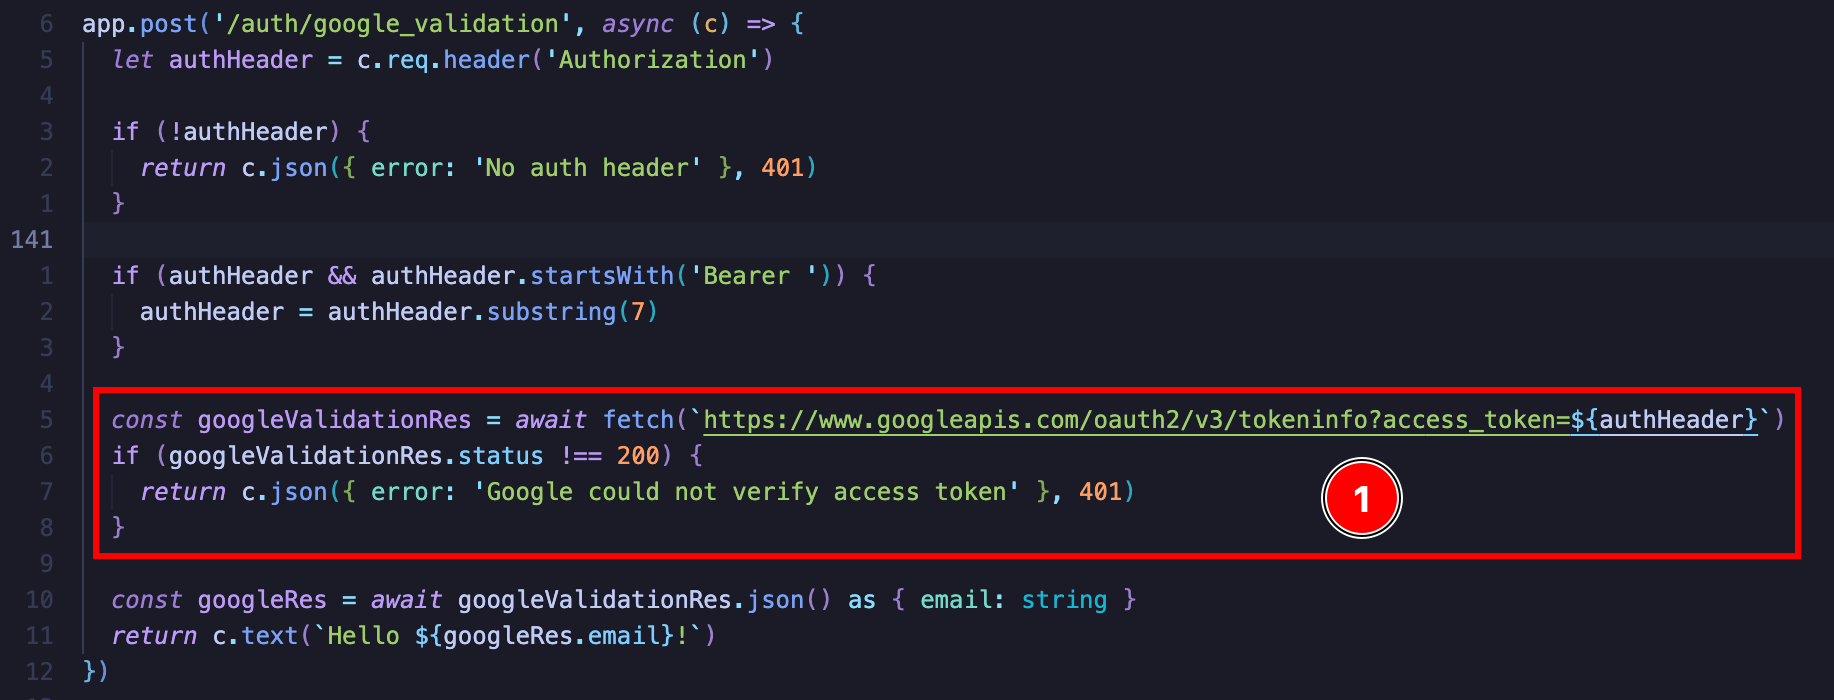 6 app.post('/auth/google_validation', async (c) => {
5 let authHeader = c.req.header('Authorization')
4
3 if (!authHeader) {
2 return c.json({ error: 'No auth header' }, 401)
1 }
141
1 if (authHeader && authHeader.startsWith('Bearer ')) {
2 authHeader = authHeader.substring(7)
3 }
4
5 const googleValidationRes = await fetch(`https://www.googleapis.com/oauth2/v3/tokeninfo?access_token=${authHeader}`)
6 if (googleValidationRes.status !== 200) {
7 return c.json({ error: 'Google could not verify access token' }, 401)
1
8 }
9
10 const googleRes = await googleValidationRes.json() as { email: string }
11 return c.text(`Hello ${googleRes.email}!`)
12 })